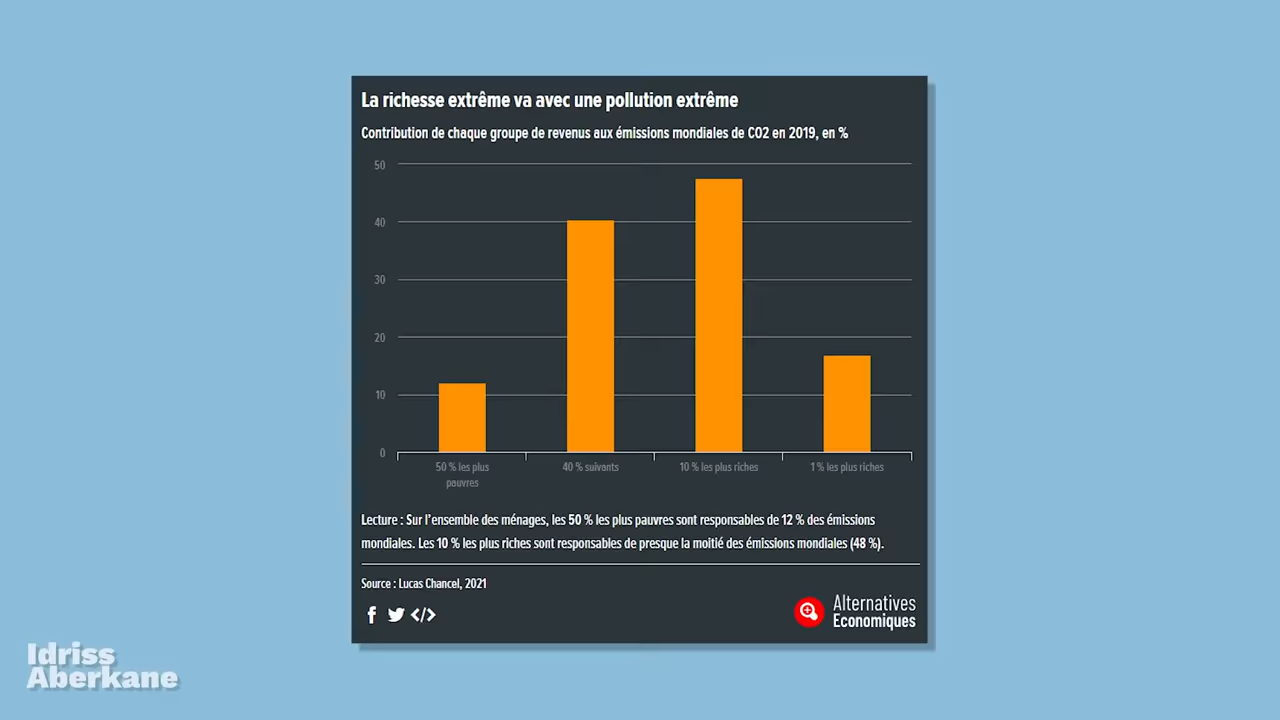 La richesse extrême va avec une pollution extrême
Contribution de chaque groupe de revenus aux émissions mondiales de CO2 en 2019, en %
50
40
30
20
10
0
50 % les plus
pauvres
40 % suivants
10 % les plus riches
1 % les plus riches
Lecture : Sur l'ensemble des ménages, les 50 % les plus pauvres sont responsables de 12 % des émissions
mondiales. Les 10 % les plus riches sont responsables de presque la moitié des émissions mondiales (48 %).
Source : Lucas Chancel, 2021
Alternatives
Economiques
Idriss
Aberkane